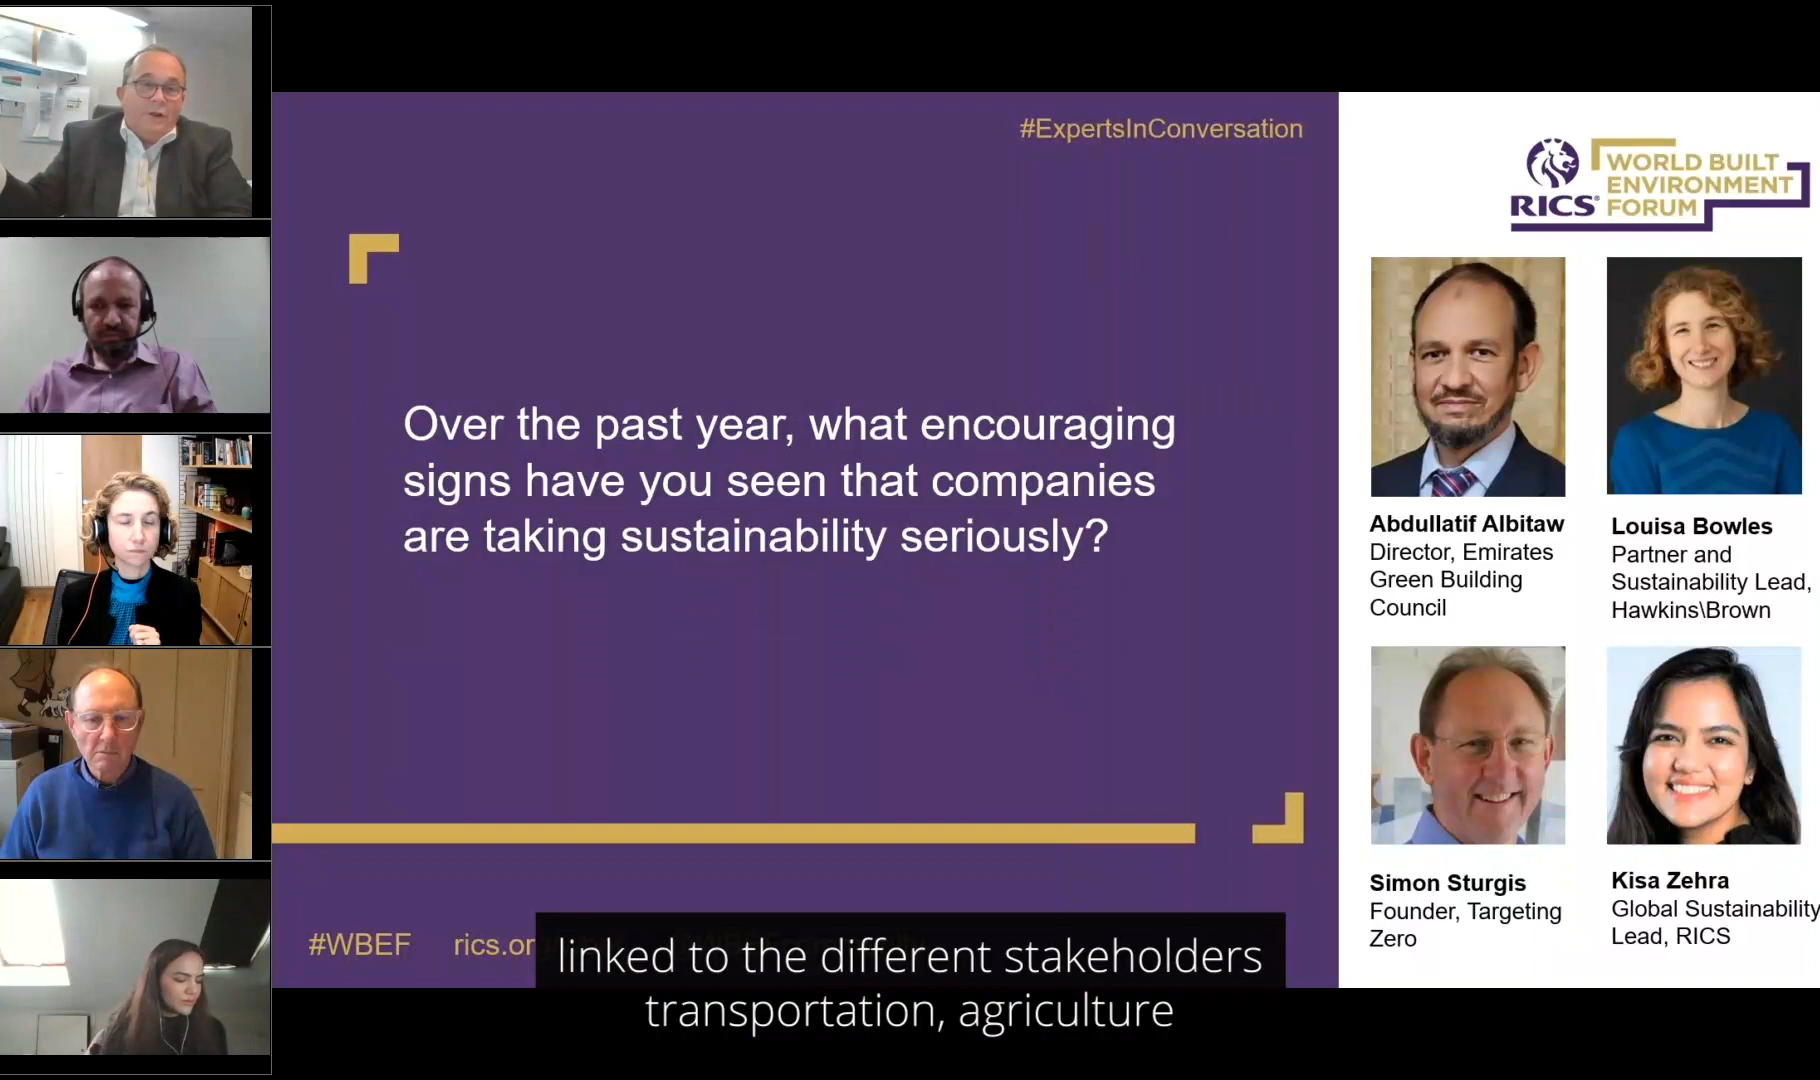 #ExpertsInConversation
Over the past year, what encouraging
signs have you seen that companies
are taking sustainability seriously?
#WBEF
rics.or
RICS
WORLD BUILT
ENVIRONMENT
FORUM
Abdullatif Albitaw
Director, Emirates
Green Building
Council
Louisa Bowles
Partner and
Sustainability Lead,
Hawkins\Brown
Simon Sturgis
Founder, Targeting
Zero
Kisa Zehra
Global Sustainability
Lead, RICS
linked to the different stakeholders
transportation, agriculture